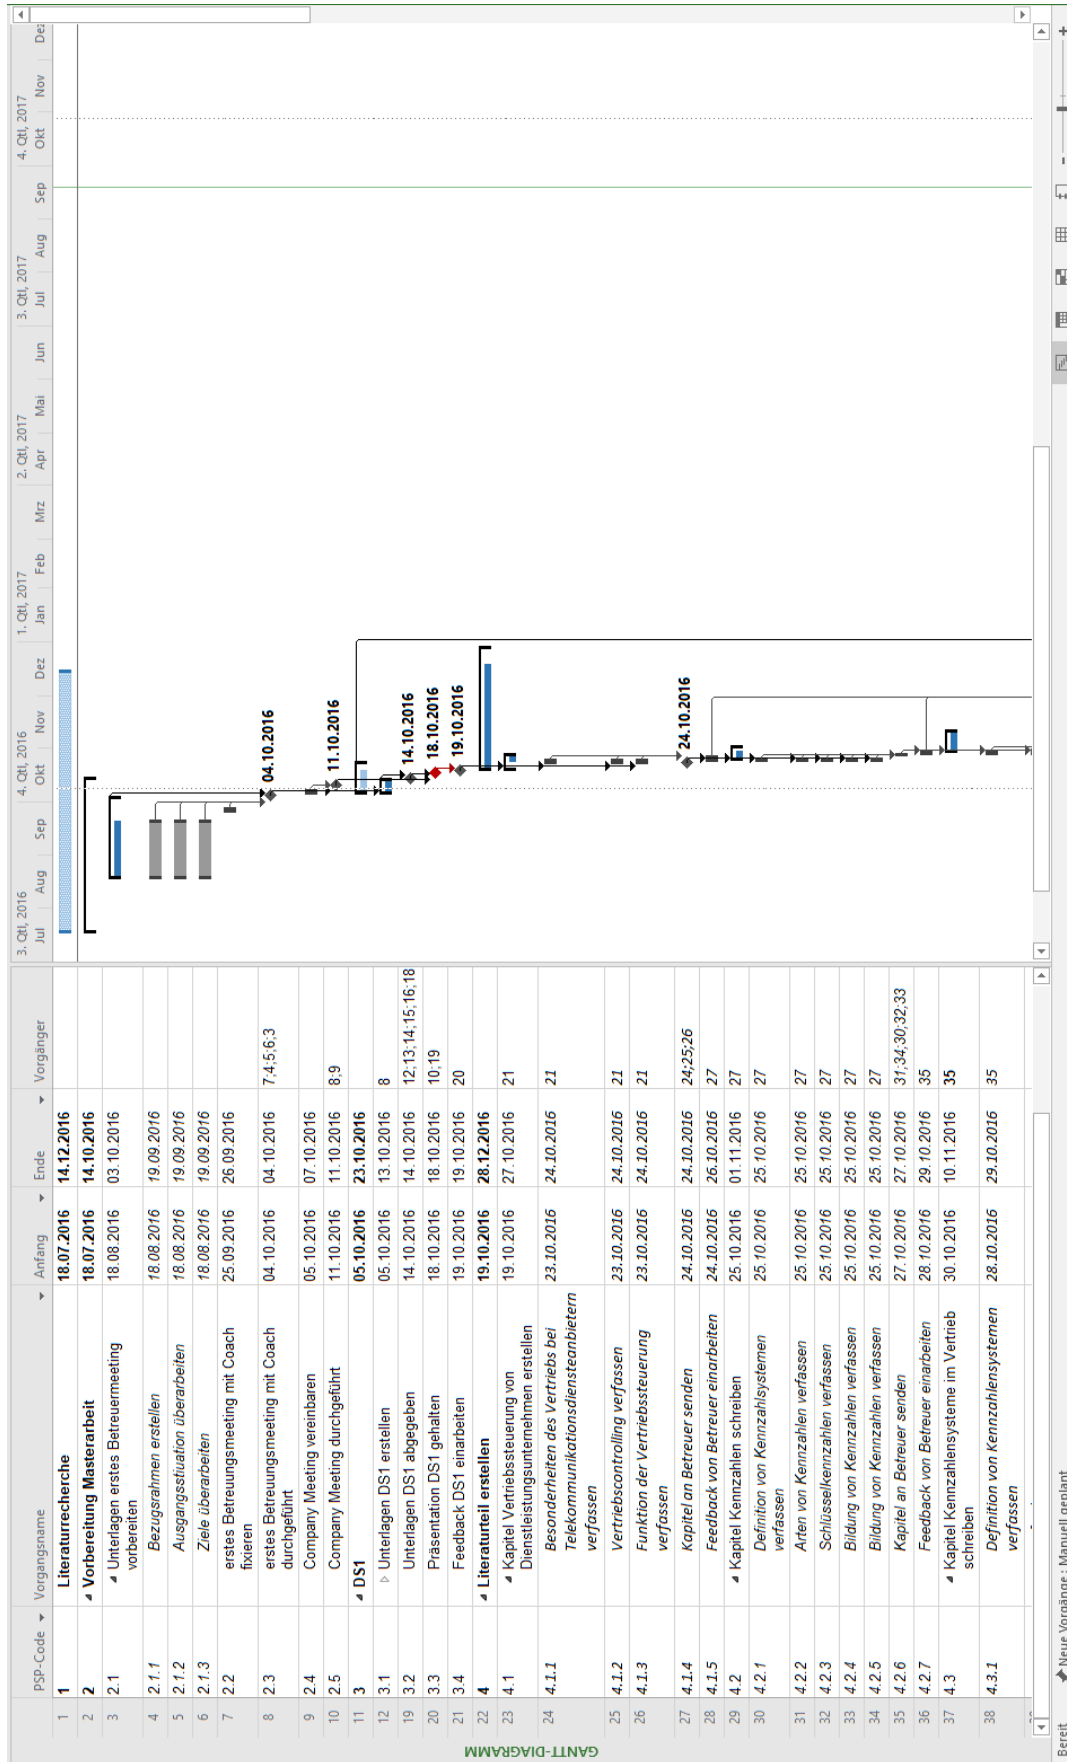 GANTT-DIAGRAMM
PSP-Code Vorgangsname Anfang Ende Vorgänger
3. Qtl, 2016 4. Qtl, 2016 1. Qtl, 2017 2. Qtl, 2017 3. Qtl, 2017 4. Qtl, 2017
Jul Aug Sep Okt Nov Dez Jan Feb Mrz Apr Mai Jun Jul Aug Sep Okt Nov Dez
1 1 Literaturrecherche 18.07.2016 14.12.2016
2 2 Vorbereitung Masterarbeit 18.07.2016 14.10.2016
3 2.1 Unterlagen erstes Betreuermeeting
vorbereiten 18.08.2016 03.10.2016
4 2.1.1 Bezugsrahmen erstellen 18.08.2016 19.09.2016
5 2.1.2 Ausgangsstiuation überarbeiten 18.08.2016 19.09.2016
6 2.1.3 Ziele überarbeiten 18.08.2016 19.09.2016
7 2.2 erstes Betreuungsmeeting mit Coach
fixieren 25.09.2016 26.09.2016
8 2.3 erstes Betreuungsmeeting mit Coach
durchgeführt 04.10.2016 04.10.2016 7;4;5;6;3 04.10.2016
9 2.4 Company Meeting vereinbaren 05.10.2016 07.10.2016
10 2.5 Company Meeting durchgeführt 11.10.2016 11.10.2016 8;9 11.10.2016
11 3 DS1 05.10.2016 23.10.2016
12 3.1 Unterlagen DS1 erstellen 05.10.2016 13.10.2016 8
19 3.2 Unterlagen DS1 abgegeben 14.10.2016 14.10.2016 12;13;14;15;16;18 14.10.2016
20 3.3 Präsentation DS1 gehalten 18.10.2016 18.10.2016 10;19 18.10.2016
21 3.4 Feedback DS1 einarbeiten 19.10.2016 19.10.2016 20 19.10.2016
22 4 Literaturteil erstellen 19.10.2016 28.12.2016
23 4.1 Kapitel Vertriebssteuerung von
Dienstleistungsunternehmen erstellen 19.10.2016 27.10.2016 21
24 4.1.1 Besonderheiten des Vertriebs bei
Telekommunikationsdiensteanbietern
verfassen 23.10.2016 24.10.2016 21
25 4.1.2 Vertriebscontrolling verfassen 23.10.2016 24.10.2016 21
26 4.1.3 Funktion der Vertriebssteuerung
verfassen 23.10.2016 24.10.2016 21
27 4.1.4 Kapitel an Betreuer senden 24.10.2016 24.10.2016 24;25;26 24.10.2016
28 4.1.5 Feedback von Betreuer einarbeiten 24.10.2016 26.10.2016 27
29 4.2 Kapitel Kennzahlen schreiben 25.10.2016 01.11.2016 27
30 4.2.1 Definition von Kennzahlsystemen
verfassen 25.10.2016 25.10.2016 27
31 4.2.2 Arten von Kennzahlen verfassen 25.10.2016 25.10.2016 27
32 4.2.3 Schlüsselkennzahlen verfassen 25.10.2016 25.10.2016 27
33 4.2.4 Bildung von Kennzahlen verfassen 25.10.2016 25.10.2016 27
34 4.2.5 Bildung von Kennzahlen verfassen 25.10.2016 25.10.2016 27
35 4.2.6 Kapitel an Betreuer senden 27.10.2016 27.10.2016 31;34;30;32;33
36 4.2.7 Feedback von Betreuer einarbeiten 28.10.2016 29.10.2016 35
37 4.3 Kapitel Kennzahlensysteme im Vertrieb
schreiben 30.10.2016 10.11.2016 35
38 4.3.1 Definition von Kennzahlensystemen
verfassen 28.10.2016 29.10.2016 35
Bereit Neue Vorgänge : Manuell geplant